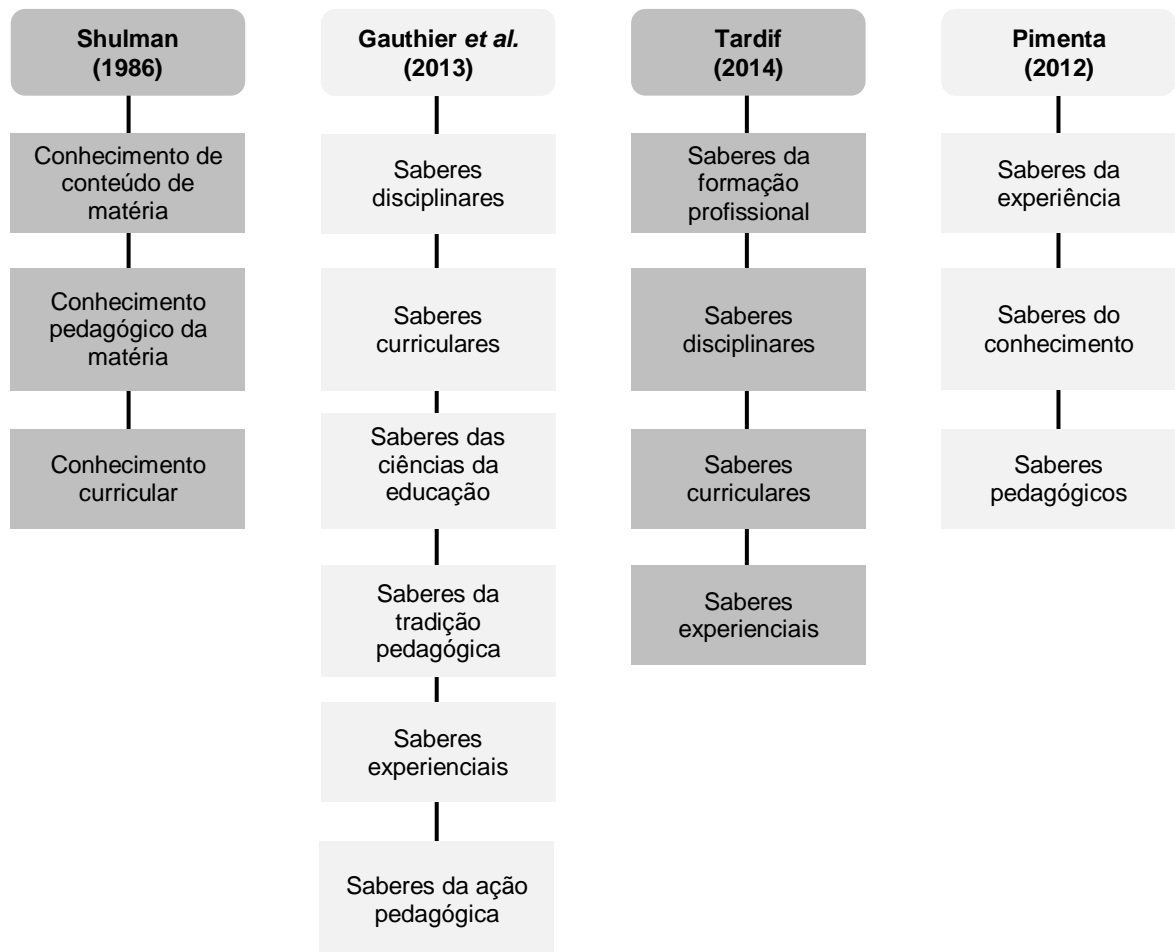 Shulman
(1986)
Conhecimento de
conteúdo de
matéria
Conhecimento
pedagógico da
matéria
Conhecimento
curricular
Gauthier et al.
(2013)
Saberes
disciplinares
Saberes
curriculares
Saberes das
ciências da
educação
Saberes da
tradição
pedagógica
Saberes
experienciais
Saberes da ação
pedagógica
Tardif
(2014)
Saberes da
formação
profissional
Saberes
disciplinares
Saberes
curriculares
Saberes
experienciais
Pimenta
(2012)
Saberes da
experiência
Saberes do
conhecimento
Saberes
pedagógicos